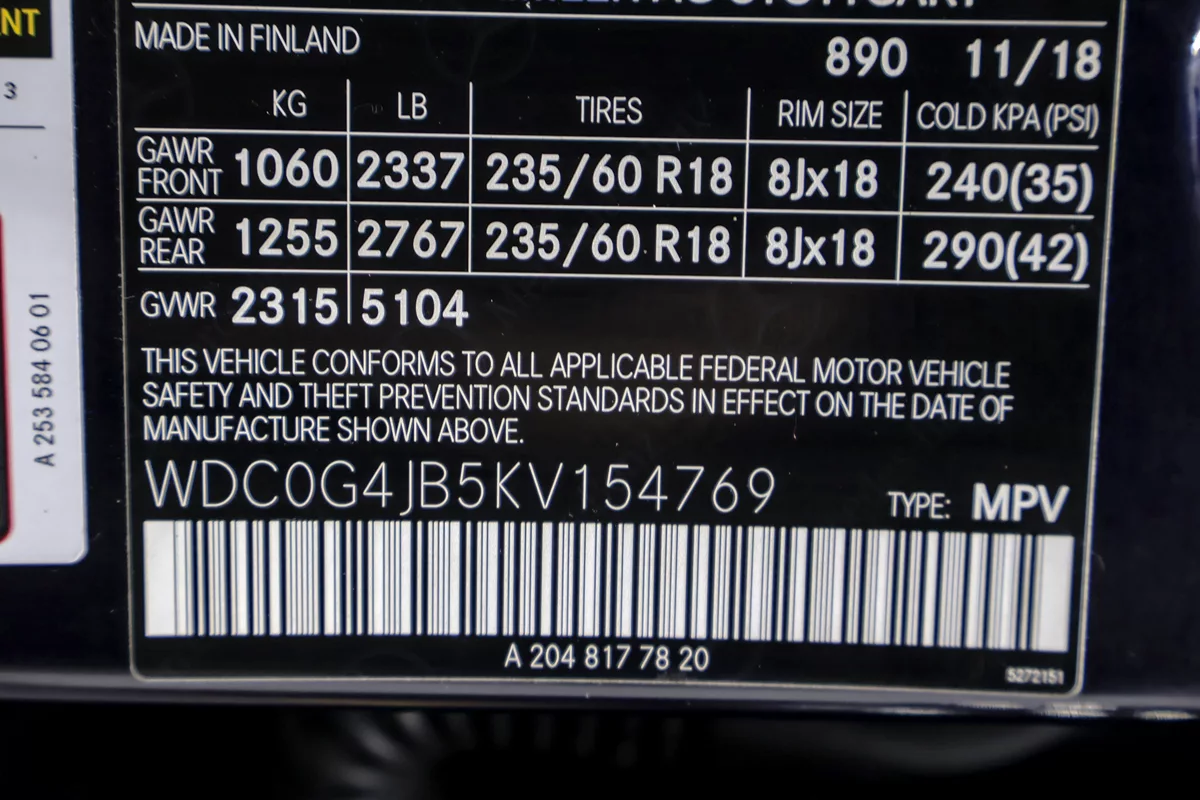 NT
3
A 253 584 06 01
MADE IN FINLAND
890 11/18
KG LB TIRES RIM SIZE COLD KPA (PSI)
GAWR FRONT 1060 2337 235/60 R18 8Jx18 240(35)
GAWR REAR 1255 2767 235/60 R18 8Jx18 290(42)
GVWR 2315 5104
THIS VEHICLE CONFORMS TO ALL APPLICABLE FEDERAL MOTOR VEHICLE
SAFETY AND THEFT PREVENTION STANDARDS IN EFFECT ON THE DATE OF
MANUFACTURE SHOWN ABOVE.
WDC0G4JB5KV154769 TYPE: MPV
A 204 817 78 20
5272151